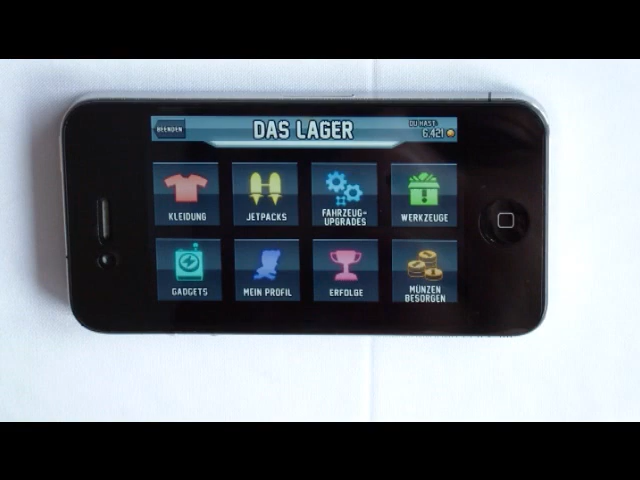 BEENDEN
DAS LAGER
DU HAST:
6.421
KLEIDUNG
JETPACKS
FAHRZEUG-
UPGRADES
WERKZEUGE
GADGETS
MEIN PROFIL
ERFOLGE
MÜNZEN
BESORGEN